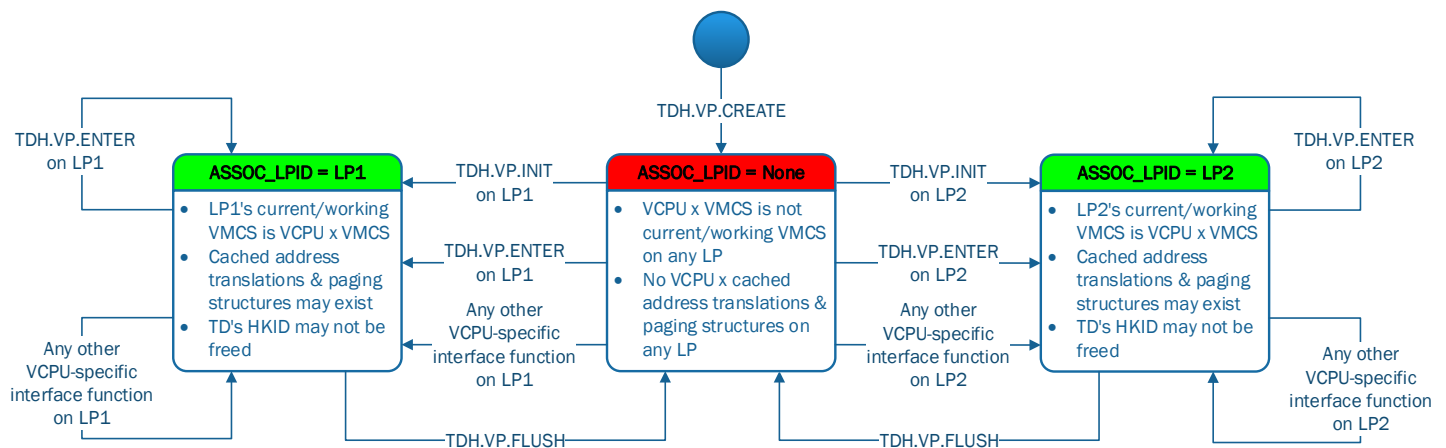 TDH.VP.CREATE
TDH.VP.ENTER
on LP1
ASSOC_LPID = LP1
• LP1's current/working
VMCS is VCPU x VMCS
• Cached address
translations & paging
structures may exist
• TD's HKID may not be
freed
Any other
VCPU-specific
interface function
on LP1
TDH.VP.INIT
on LP1
TDH.VP.ENTER
on LP1
Any other
VCPU-specific
interface function
on LP1
TDH.VP.FLUSH
ASSOC_LPID = None
• VCPU x VMCS is not
current/working VMCS
on any LP
• No VCPU x cached
address translations &
paging structures on
any LP
TDH.VP.INIT
on LP2
TDH.VP.ENTER
on LP2
Any other
VCPU-specific
interface function
on LP2
TDH.VP.FLUSH
ASSOC_LPID = LP2
• LP2's current/working
VMCS is VCPU x VMCS
• Cached address
translations & paging
structures may exist
• TD's HKID may not be
freed
TDH.VP.ENTER
on LP2
Any other
VCPU-specific
interface function
on LP2